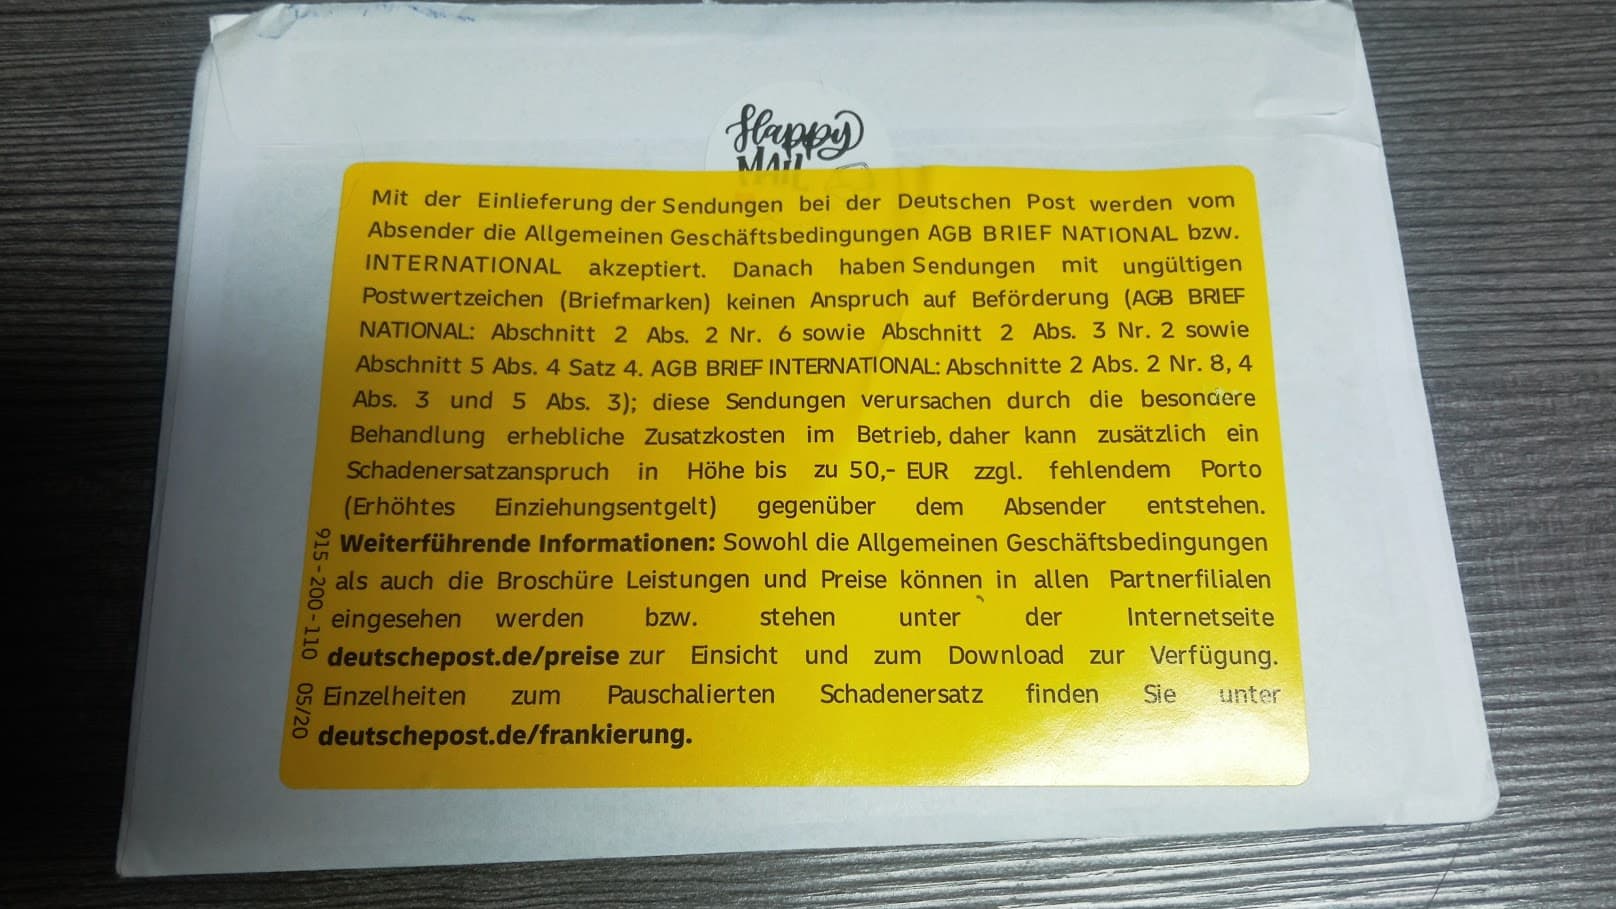 Happy
MAIL
Mit der Einlieferung der Sendungen bei der Deutschen Post werden vom
Absender die Allgemeinen Geschäftsbedingungen AGB BRIEF NATIONAL bzw.
INTERNATIONAL akzeptiert. Danach haben Sendungen mit ungültigen
Postwertzeichen (Briefmarken) keinen Anspruch auf Beförderung (AGB BRIEF
NATIONAL: Abschnitt 2 Abs. 2 Nr. 6 sowie Abschnitt 2 Abs. 3 Nr. 2 sowie
Abschnitt 5 Abs. 4 Satz 4. AGB BRIEF INTERNATIONAL: Abschnitte 2 Abs. 2 Nr. 8, 4
Abs. 3 und 5 Abs. 3); diese Sendungen verursachen durch die besondere
Behandlung erhebliche Zusatzkosten im Betrieb, daher kann zusätzlich ein
Schadenersatzanspruch in Höhe bis zu 50,- EUR zzgl. fehlendem Porto
(Erhöhtes Einziehungsentgelt) gegenüber dem Absender entstehen.
Weiterführende Informationen: Sowohl die Allgemeinen Geschäftsbedingungen
als auch die Broschüre Leistungen und Preise können in allen Partnerfilialen
eingesehen werden bzw. stehen unter der Internetseite
deutschepost.de/preise zur Einsicht und zum Download zur Verfügung.
Einzelheiten zum Pauschalierten Schadenersatz finden Sie unter
deutschepost.de/frankierung.
915-200-110 05/20